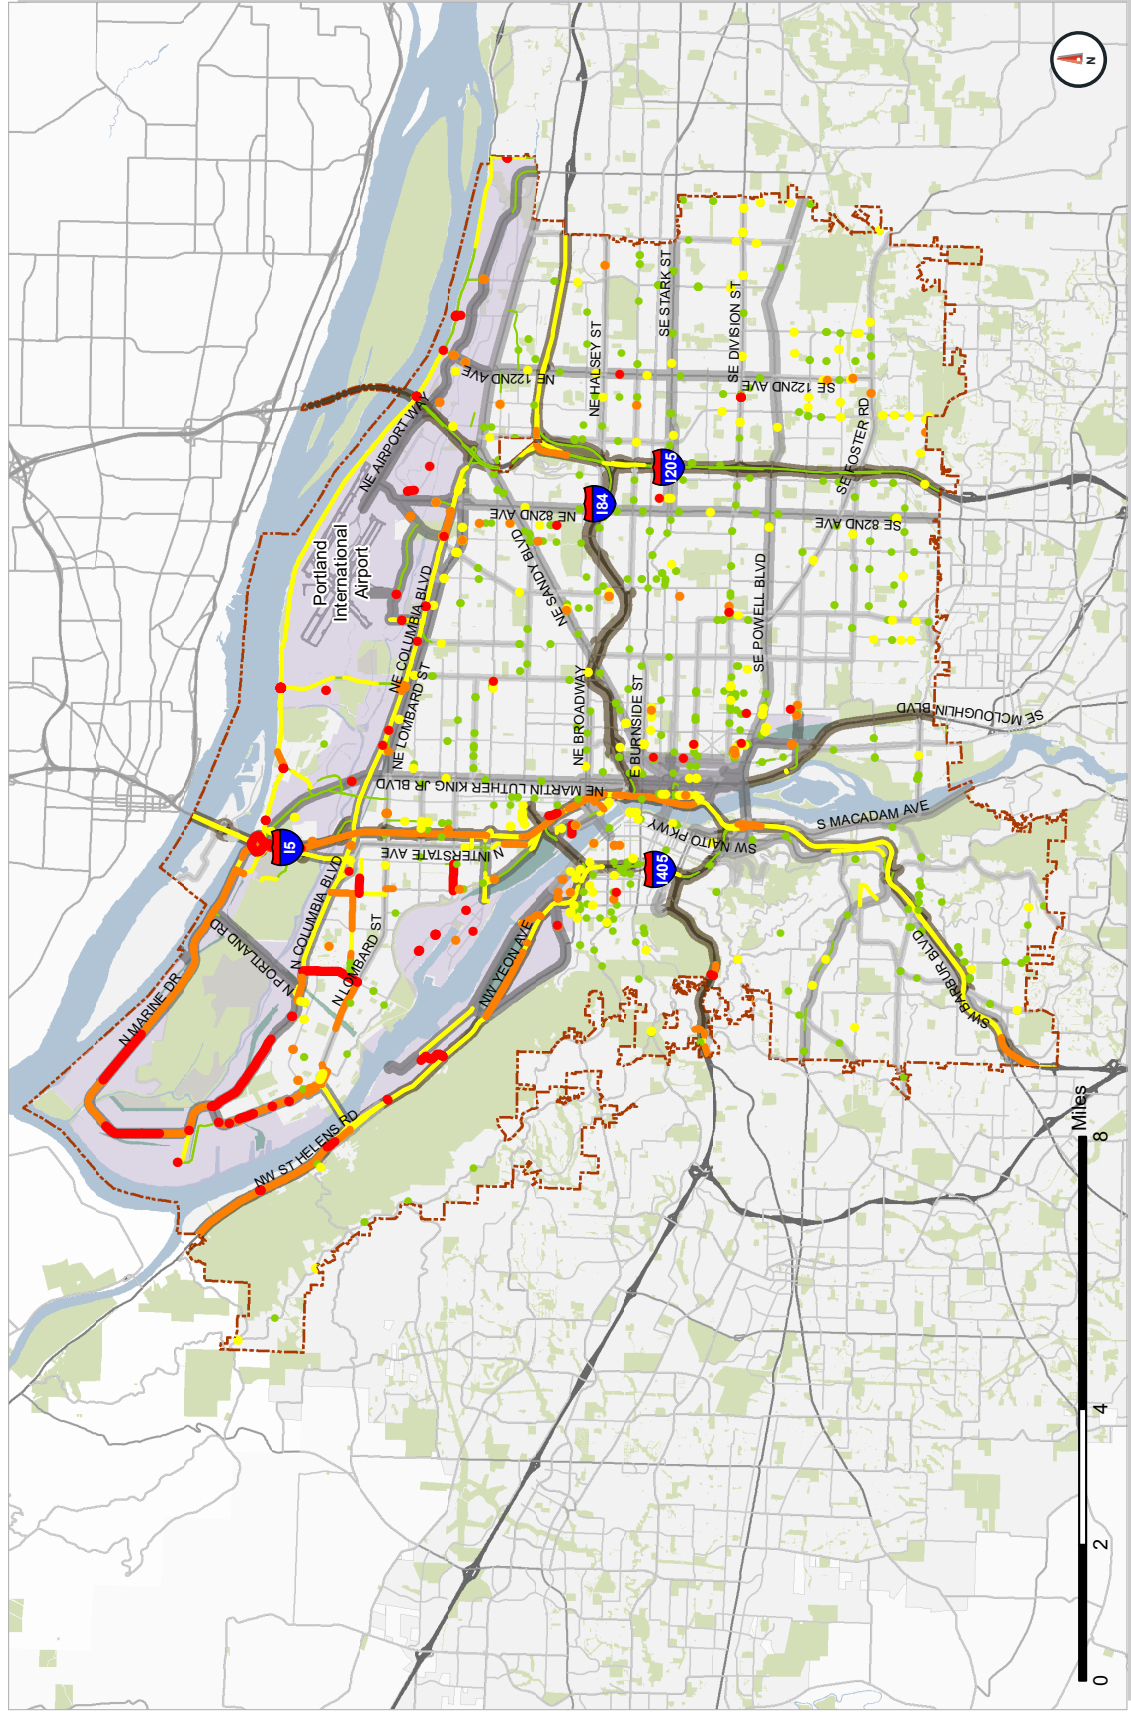 N
Portland
International
Airport
NE AIRPORT WAY
NE 122ND AVE
NE HALSEY ST
SE STARK ST
SE DIVISION ST
SE 122ND AVE
SE FOSTER RD
I205
I84
NE 82ND AVE
SE 82ND AVE
NE SANDY BLVD
NE COLUMBIA BLVD
NE LOMBARD ST
SE POWELL BLVD
NE BROADWAY
E BURNSIDE ST
SE MCLOUGHLIN BLVD
NE MARTIN LUTHER KING JR BLVD
I5
N INTERSTATE AVE
SW NAITO PKWY
S MACADAM AVE
I405
N COLUMBIA BLVD
N PORTLAND RD
N LOMBARD ST
N MARINE DR
NW YEON AVE
SW BARBUR BLVD
NW ST HELENS RD
0 2 4 8
Miles